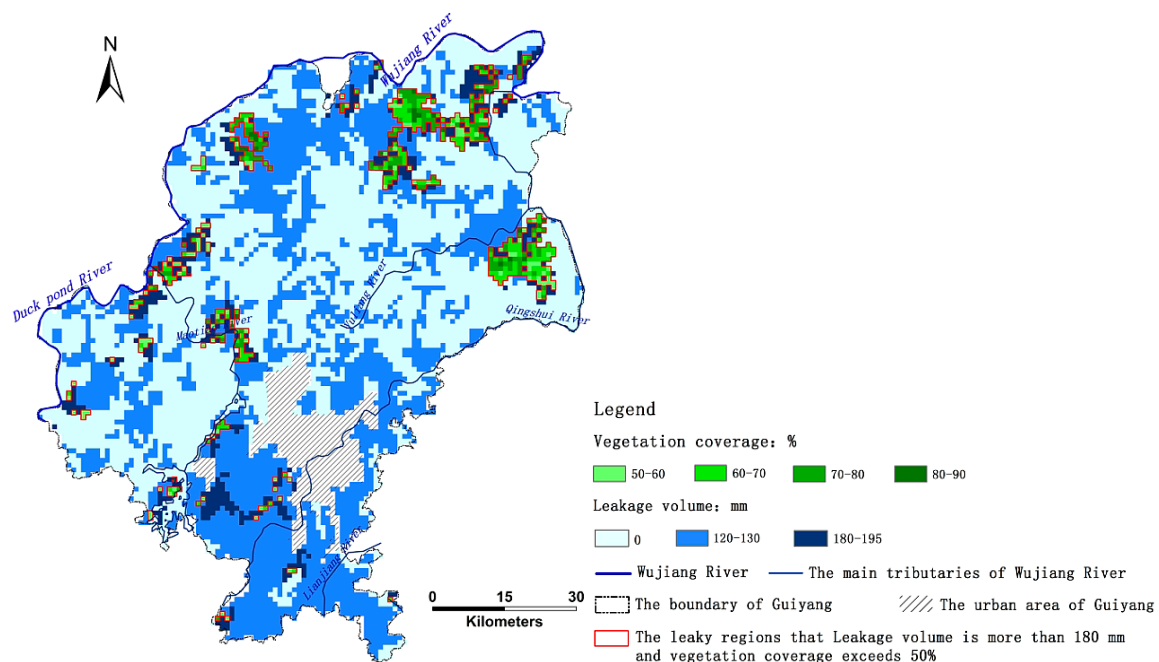 N
Wujiang River
Duck pond River
Maotiao River
Yuliang River
Qingshui River
Lianjiang River
0 15 30
Kilometers
Legend
Vegetation coverage: %
50-60 60-70 70-80 80-90
Leakage volume: mm
0 120-130 180-195
Wujiang River The main tributaries of Wujiang River
The boundary of Guiyang The urban area of Guiyang
The leaky regions that Leakage volume is more than 180 mm
and vegetation coverage exceeds 50%